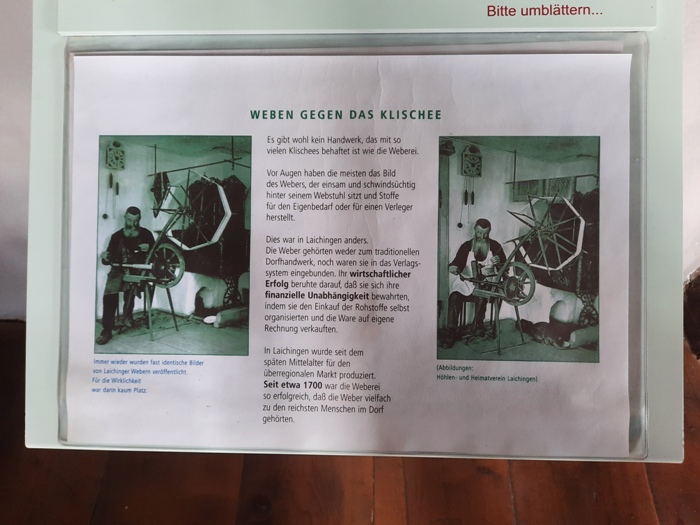 Bitte umblättern...
WEBEN GEGEN DAS KLISCHEE
Es gibt wohl kein Handwerk, das mit so
vielen Klischees behaftet ist wie die Weberei.
Vor Augen haben die meisten das Bild
des Webers, der einsam und schwindsüchtig
hinter seinem Webstuhl sitzt und Stoffe
für den Eigenbedarf oder für einen Verleger
herstellt.
Dies war in Laichingen anders.
Die Weber gehörten weder zum traditionellen
Dorfhandwerk, noch waren sie in das Verlags-
system eingebunden. Ihr wirtschaftlicher
Erfolg beruhte darauf, daß sie sich ihre
finanzielle Unabhängigkeit bewahrten,
indem sie den Einkauf der Rohstoffe selbst
organisierten und die Ware auf eigene
Rechnung verkauften.
In Laichingen wurde seit dem
späten Mittelalter für den
überregionalen Markt produziert.
Seit etwa 1700 war die Weberei
so erfolgreich, daß die Weber vielfach
zu den reichsten Menschen im Dorf
gehörten.
Immer wieder wurden fast identische Bilder
von Laichinger Webern veröffentlicht.
Für die Wirklichkeit
war darin kaum Platz.
(Abbildungen:
Höhlen- und Heimatverein Laichingen)